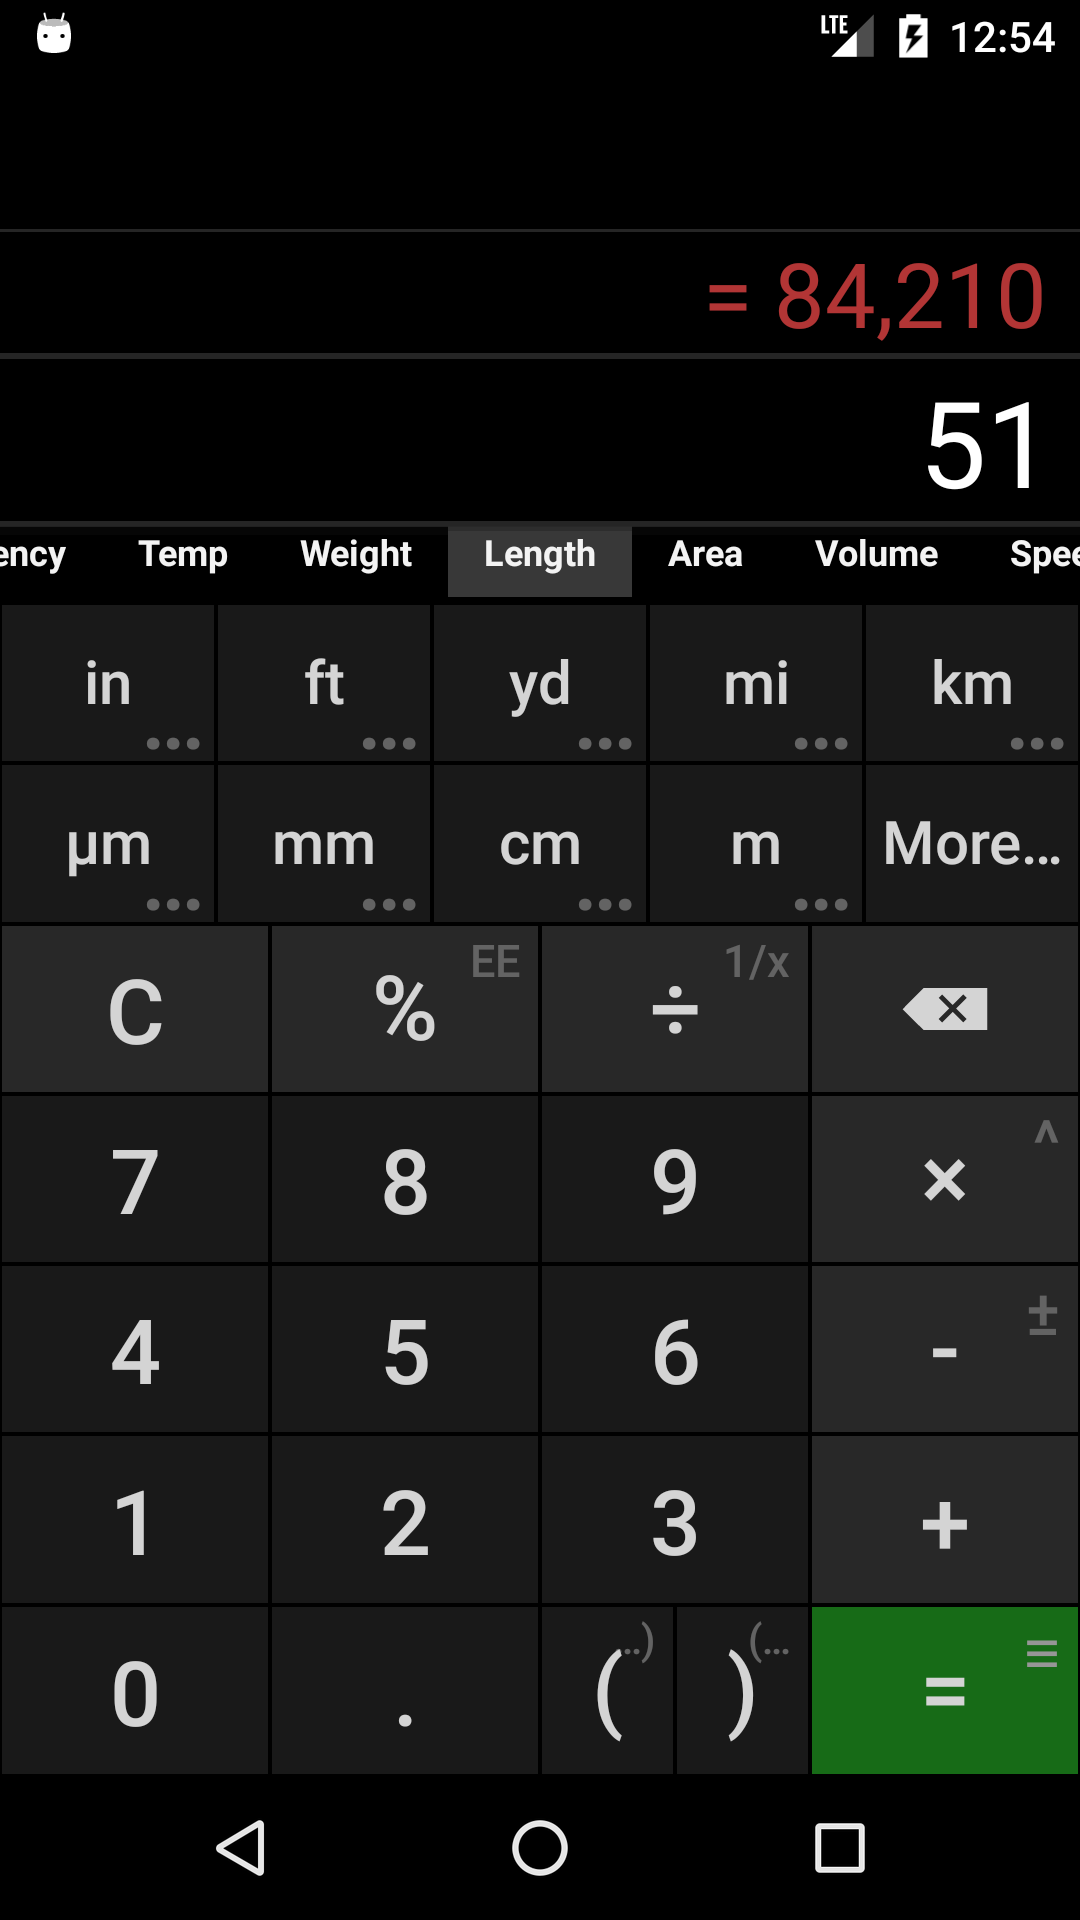 LTE 12:54
= 84,210
51
ency Temp Weight Length Area Volume Spee
in ft yd mi km
µm mm cm m More...
C % EE ÷ 1/x
7 8 9 × ^
4 5 6 - ±
1 2 3 +
0 . ( ..) ) (... =